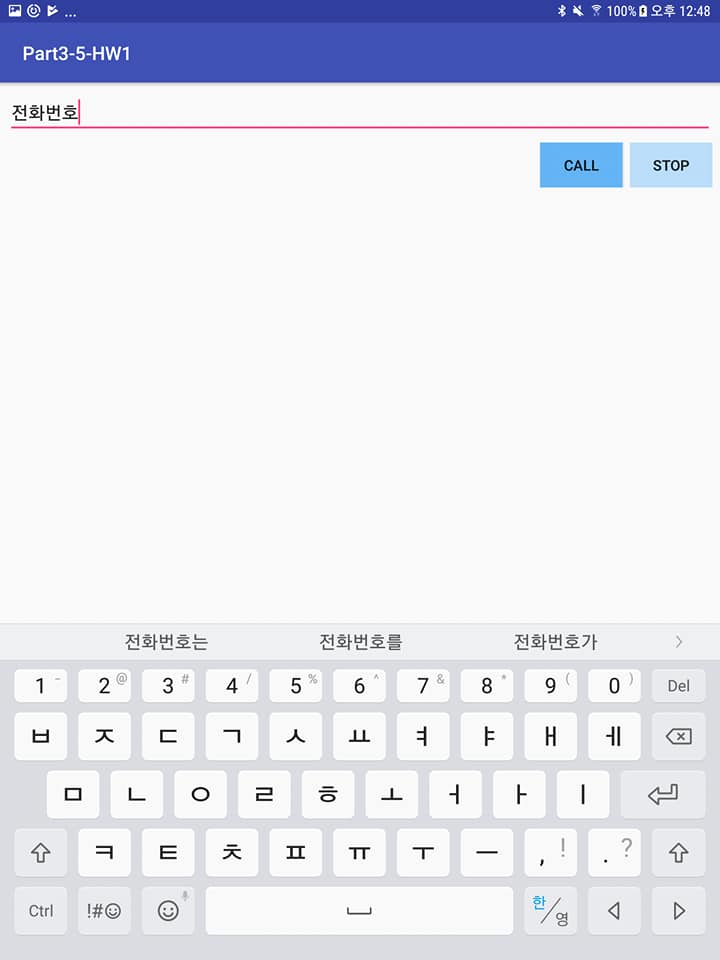 ... 100% 오후 12:48
Part3-5-HW1
전화번호
CALL STOP
전화번호는 전화번호를 전화번호가
1 - 2 @ 3 # 4 / 5 % 6 ^ 7 & 8 * 9 ( 0 ) Del
ㅂ ㅈ ㄷ ㄱ ㅅ ㅛ ㅕ ㅑ ㅐ ㅔ
ㅁ ㄴ ㅇ ㄹ ㅎ ㅗ ㅓ ㅏ ㅣ
ㅋ ㅌ ㅊ ㅍ ㅠ ㅜ ㅡ , ! . ?
Ctrl !#☺ 한/영